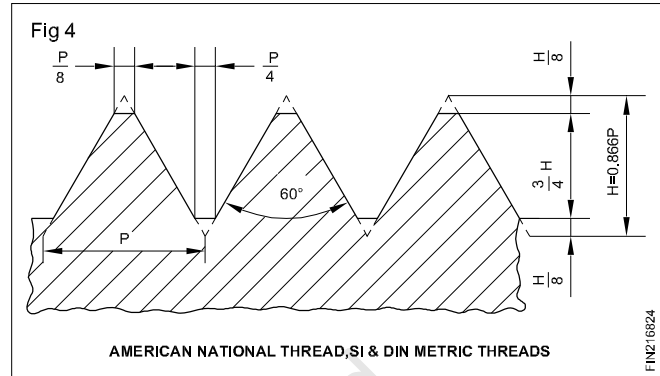 Fig 4
P/8
P/4
H/8
3/4 H
H=0.866P
60°
P
H/8
AMERICAN NATIONAL THREAD,SI & DIN METRIC THREADS
FIN216824